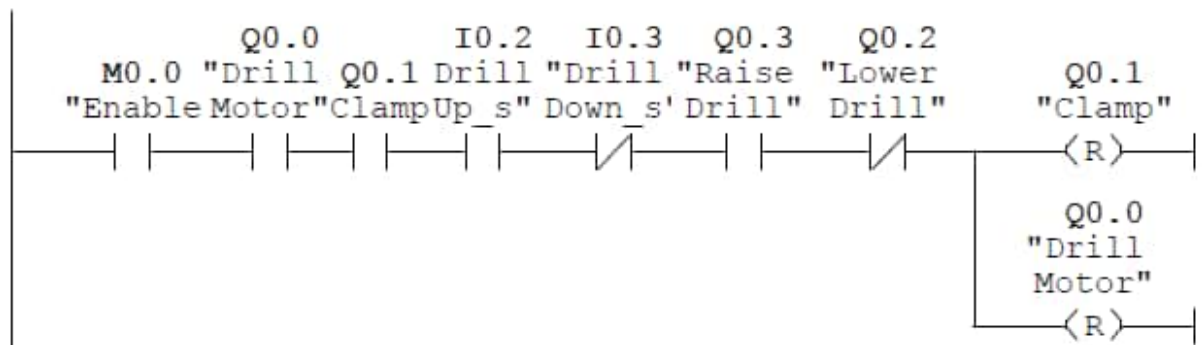 Q0.0 I0.2 I0.3 Q0.3 Q0.2
M0.0 "Drill Q0.1 Drill "Drill "Raise "Lower Q0.1
"Enable Motor"Clamp Up_s" Down_s' Drill" Drill" "Clamp"
(R)
Q0.0
"Drill
Motor"
(R)